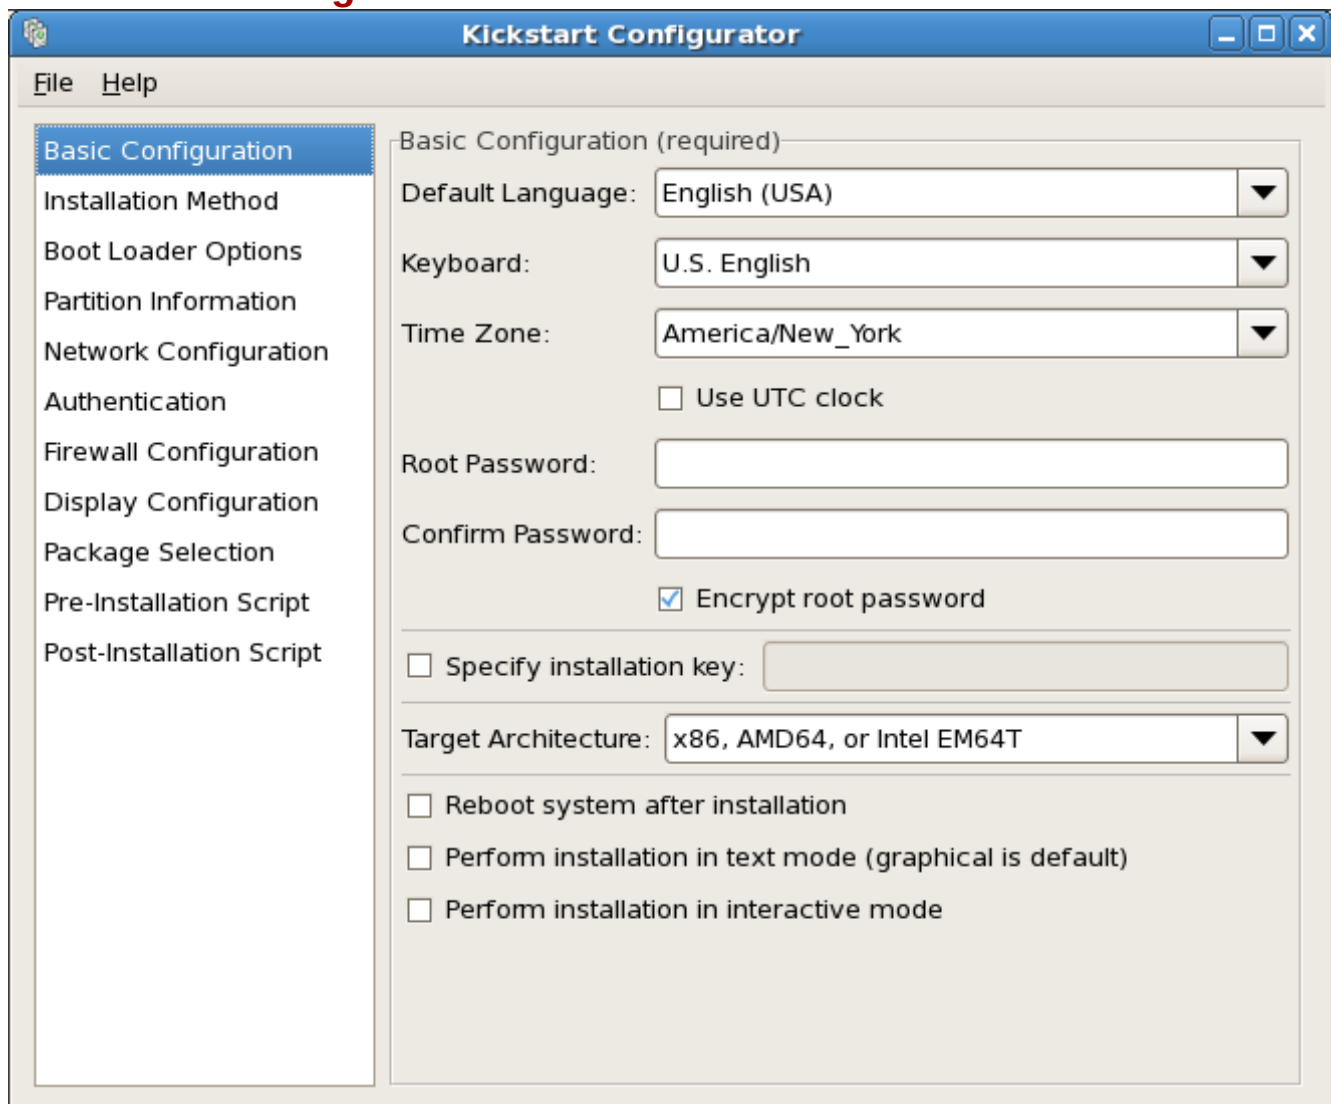 Kickstart Configurator
File Help
Basic Configuration
Installation Method
Boot Loader Options
Partition Information
Network Configuration
Authentication
Firewall Configuration
Display Configuration
Package Selection
Pre-Installation Script
Post-Installation Script
Basic Configuration (required)
Default Language: English (USA)
Keyboard: U.S. English
Time Zone: America/New_York
Use UTC clock
Root Password:
Confirm Password:
Encrypt root password
Specify installation key:
Target Architecture: x86, AMD64, or Intel EM64T
Reboot system after installation
Perform installation in text mode (graphical is default)
Perform installation in interactive mode